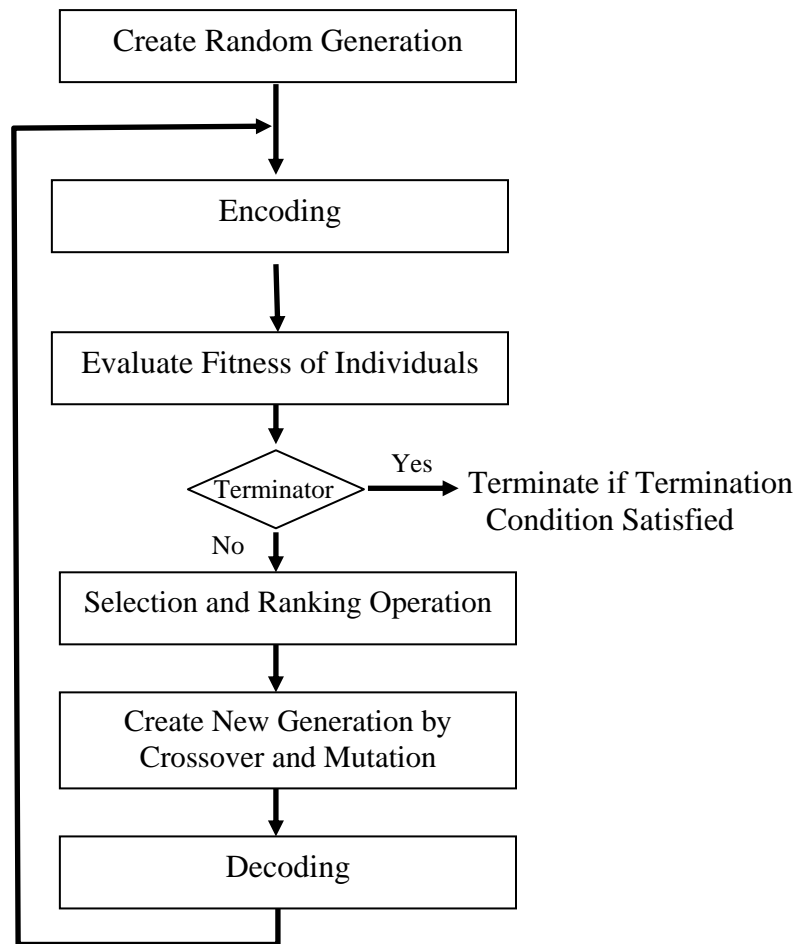 Create Random Generation
Encoding
Evaluate Fitness of Individuals
Terminator
Yes
Terminate if Termination
Condition Satisfied
No
Selection and Ranking Operation
Create New Generation by
Crossover and Mutation
Decoding